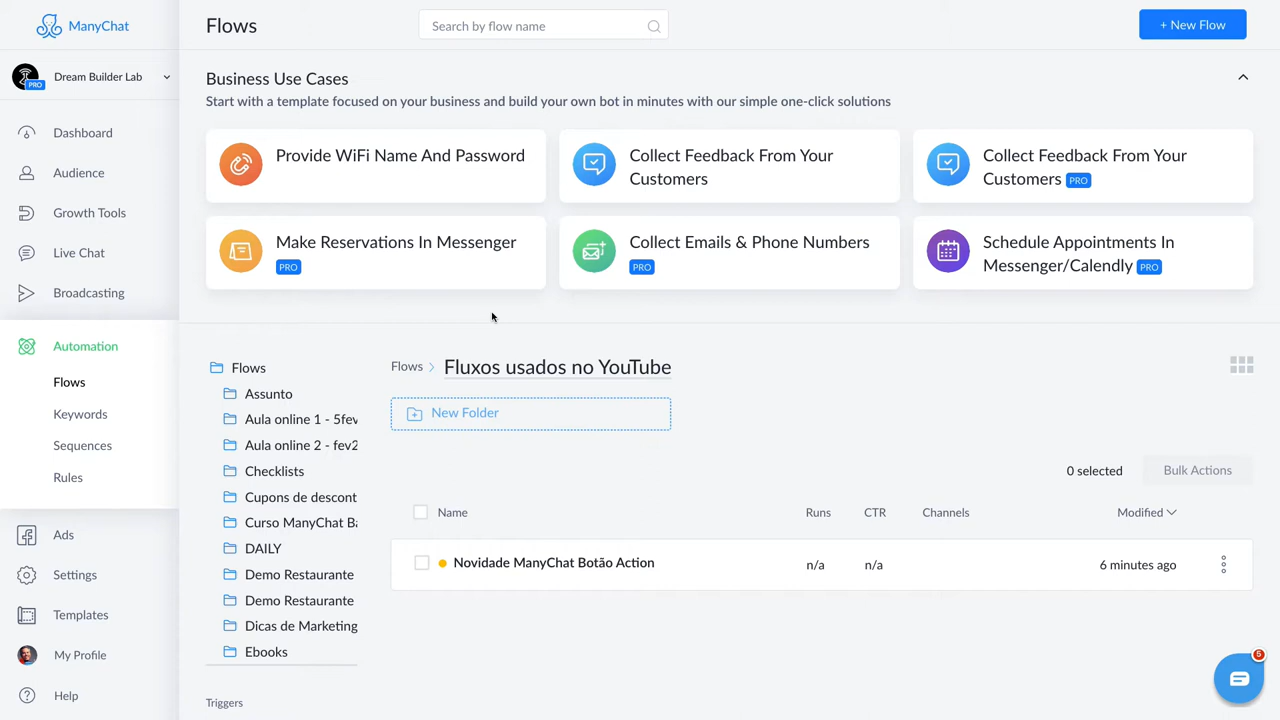 ManyChat
Flows
Search by flow name
+ New Flow
PRO
Dream Builder Lab
Dashboard
Audience
Growth Tools
Live Chat
Broadcasting
Automation
Flows
Keywords
Sequences
Rules
Ads
Settings
Templates
My Profile
Help
Business Use Cases
Start with a template focused on your business and build your own bot in minutes with our simple one-click solutions
Provide WiFi Name And Password
Collect Feedback From Your
Customers
Collect Feedback From Your
Customers PRO
Make Reservations In Messenger
PRO
Collect Emails & Phone Numbers
PRO
Schedule Appointments In
Messenger/Calendly PRO
Flows
Assunto
Aula online 1 - 5fev
Aula online 2 - fev2
Checklists
Cupons de descont
Curso ManyChat Ba
DAILY
Demo Restaurante
Demo Restaurante
Dicas de Marketing
Ebooks
Triggers
Flows > Fluxos usados no YouTube
New Folder
0 selected Bulk Actions
Name Runs CTR Channels Modified
Novidade ManyChat Botão Action n/a n/a 6 minutes ago
5